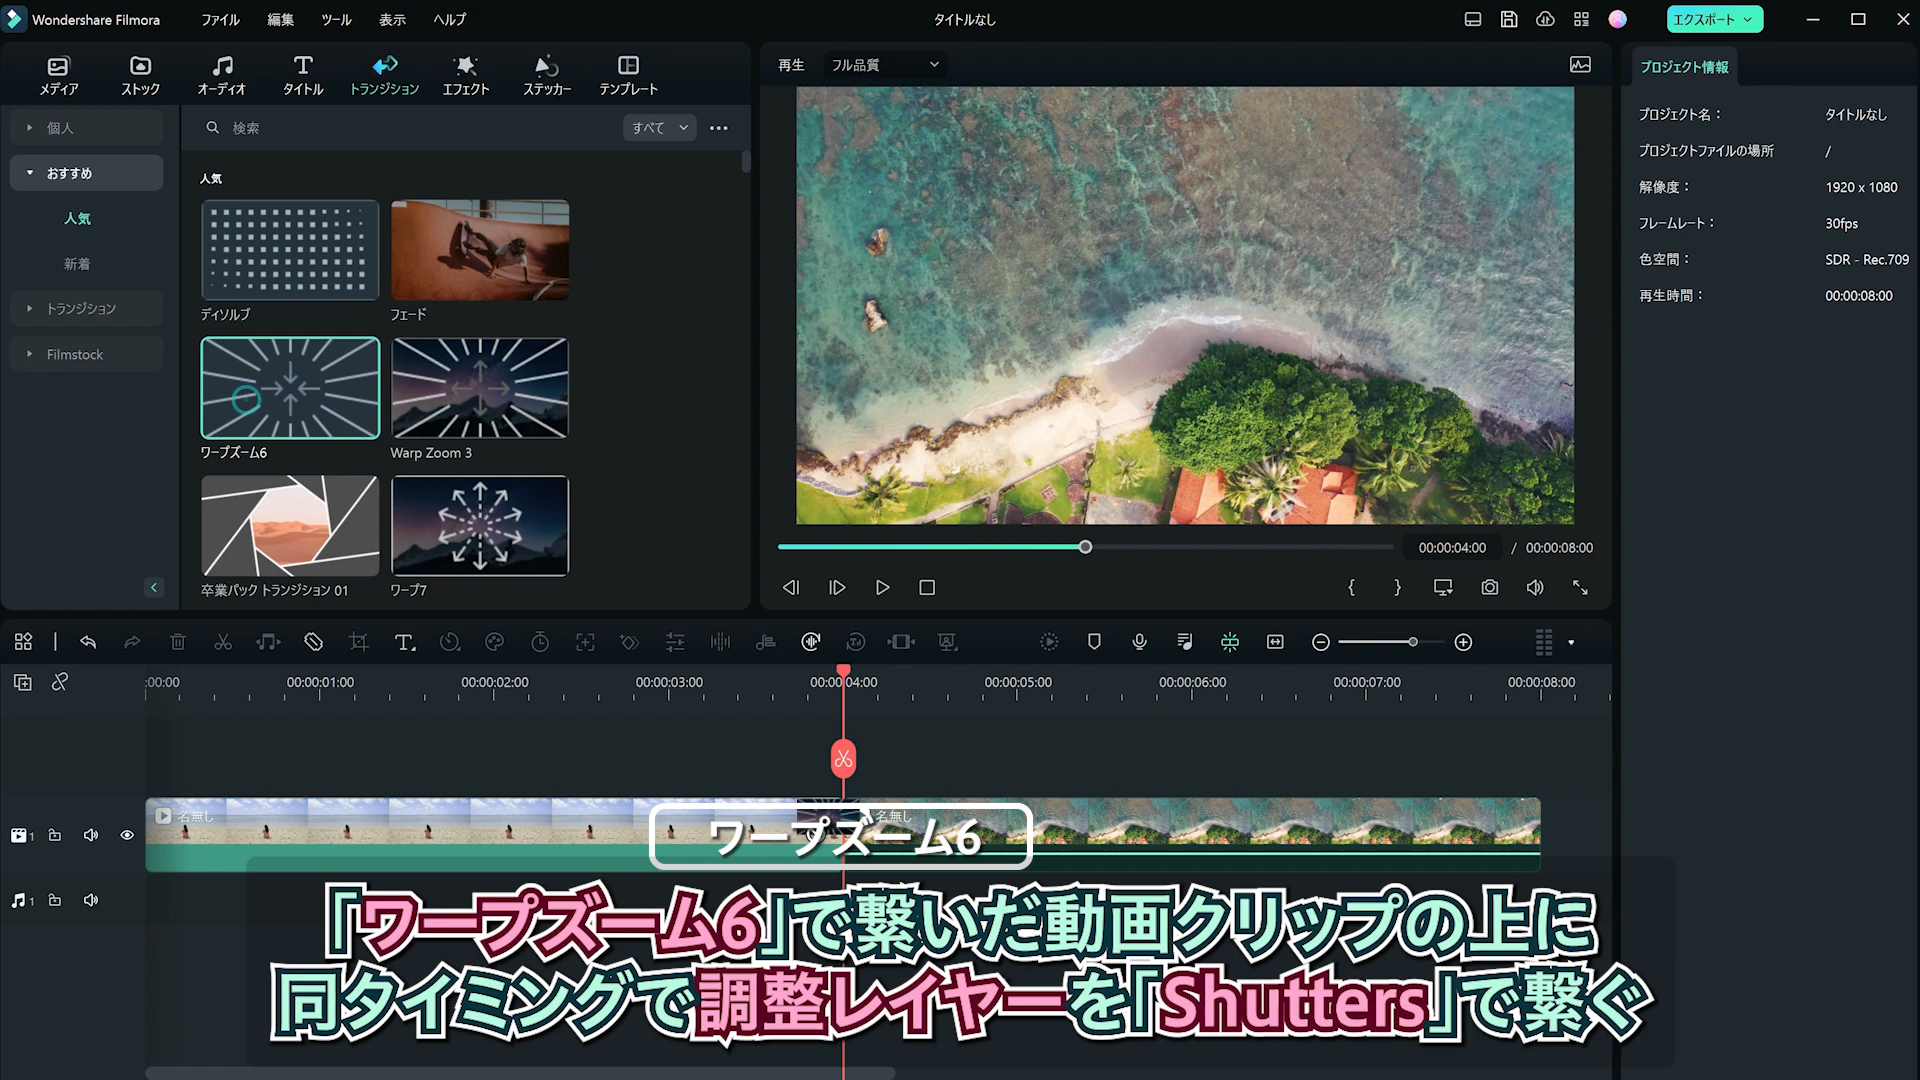 Wondershare Filmora
ファイル 編集 ツール 表示 ヘルプ
タイトルなし
エクスポート
メディア ストック オーディオ タイトル トランジション エフェクト ステッカー テンプレート
再生 フル品質
プロジェクト情報
個人
検索
すべて
おすすめ
人気
新着
トランジション
Filmstock
人気
ディゾルブ フェード
ワープズーム6 Warp Zoom 3
卒業パック トランジション 01 ワープ7
プロジェクト名： タイトルなし
プロジェクトファイルの場所 /
解像度： 1920 x 1080
フレームレート： 30fps
色空間： SDR - Rec.709
再生時間： 00:00:08:00
00:00:04:00 / 00:00:08:00
:00:00 00:00:01:00 00:00:02:00 00:00:03:00 00:00:04:00 00:00:05:00 00:00:06:00 00:00:07:00 00:00:08:00
名無し 名無し
1
ワープズーム6
1
「ワープズーム6」で繋いだ動画クリップの上に
同タイミングで調整レイヤーを「Shutters」で繋ぐ